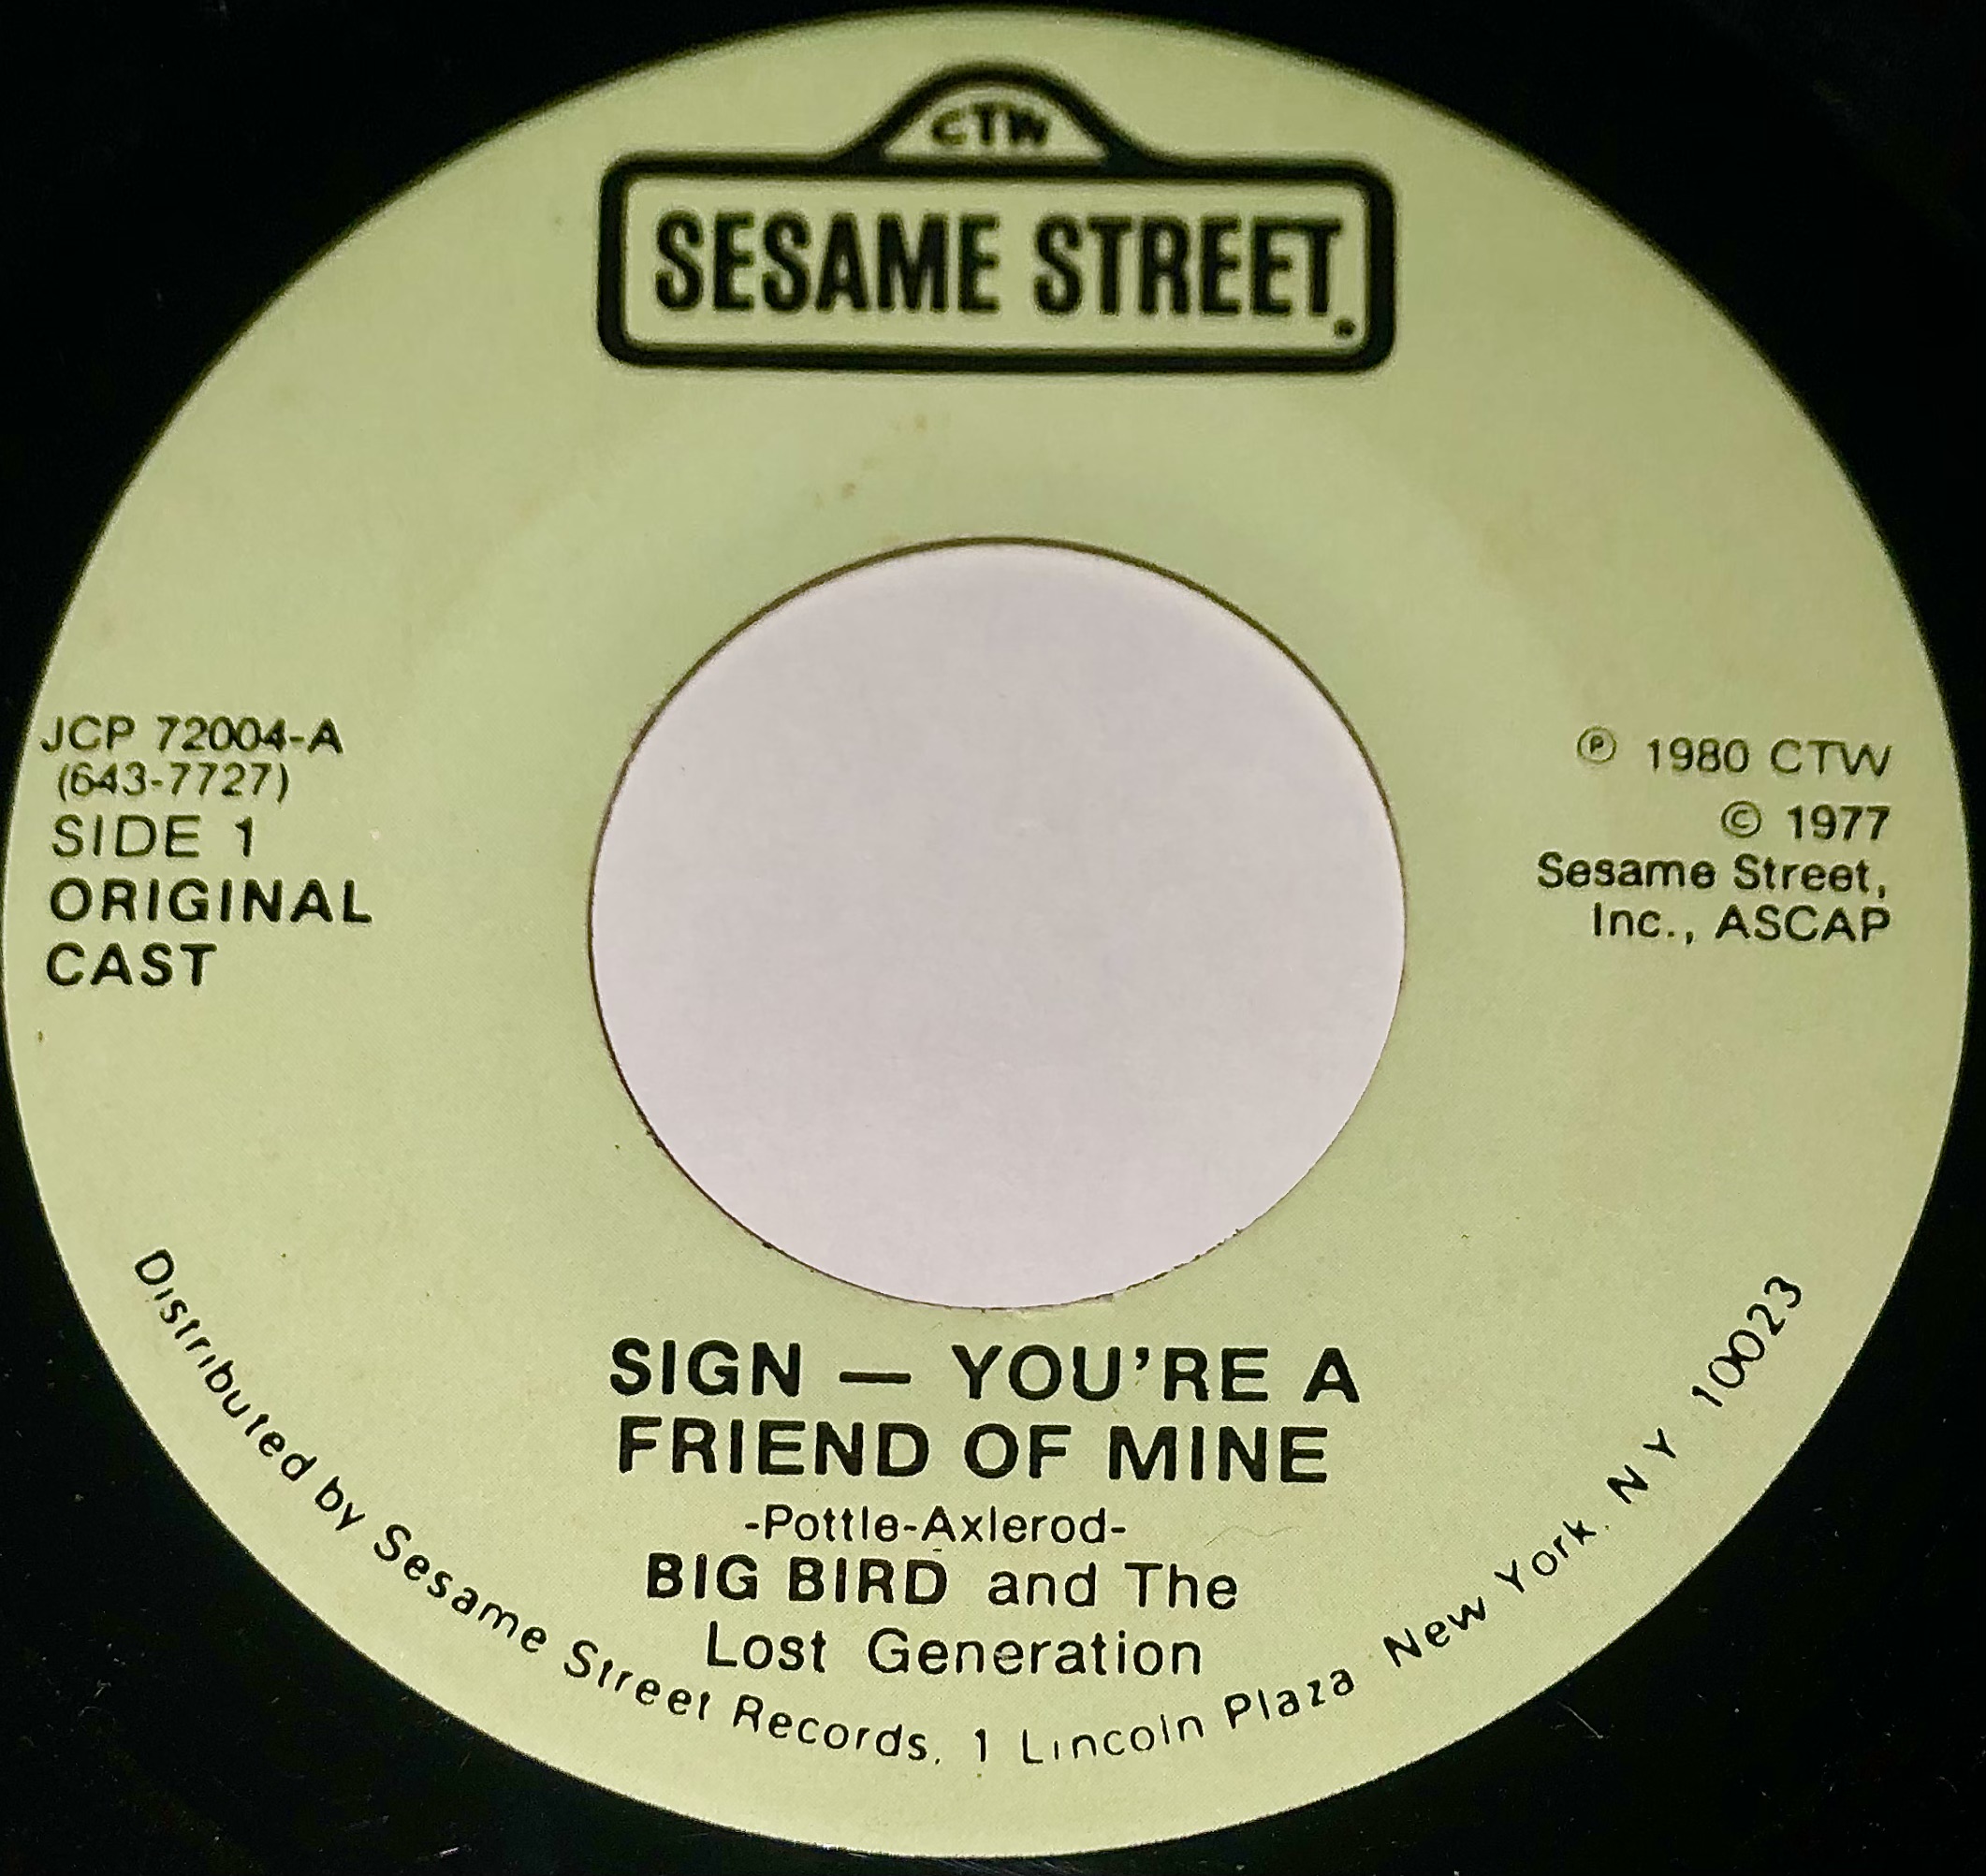 CTW
SESAME STREET.
JCP 72004-A
(643-7727)
SIDE 1
ORIGINAL
CAST
℗ 1980 CTW
© 1977
Sesame Street,
Inc., ASCAP
SIGN — YOU'RE A
FRIEND OF MINE
-Pottle-Axlerod-
BIG BIRD and The
Lost Generation
Distributed by Sesame Street Records, 1 Lincoln Plaza New York, N Y 10023